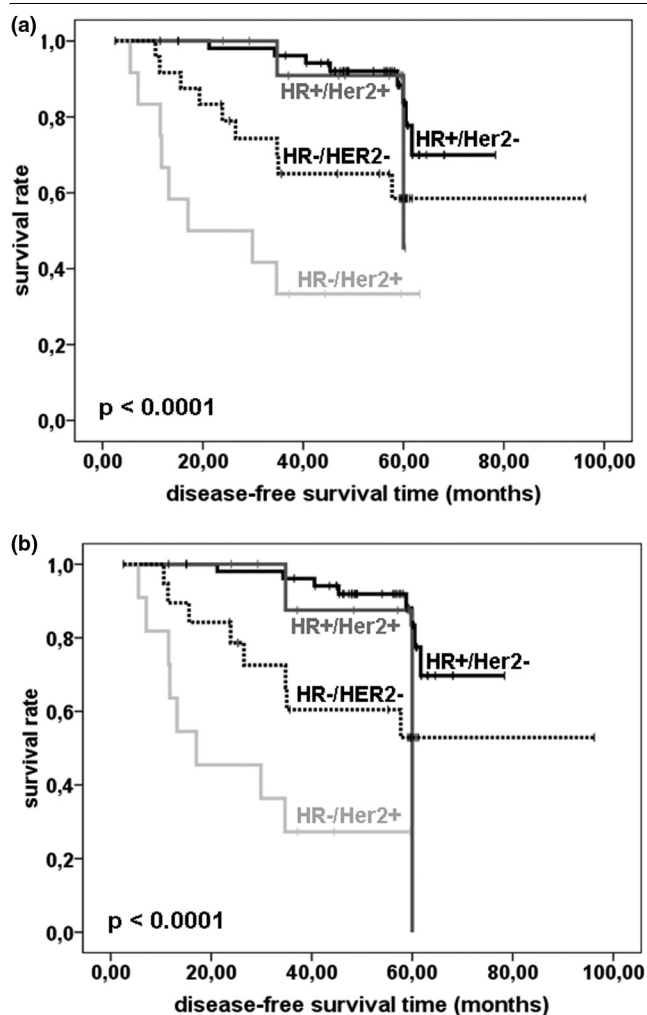 (a)
1,0
HR+/Her2+
0,8
HR+/Her2-
HR-/HER2-
0,6
survival rate
0,4
HR-/Her2+
0,2
p < 0.0001
0,0
0,00 20,00 40,00 60,00 80,00 100,00
disease-free survival time (months)
(b)
1,0
HR+/Her2+
0,8
HR+/Her2-
HR-/HER2-
0,6
survival rate
0,4
HR-/Her2+
0,2
p < 0.0001
0,0
0,00 20,00 40,00 60,00 80,00 100,00
disease-free survival time (months)